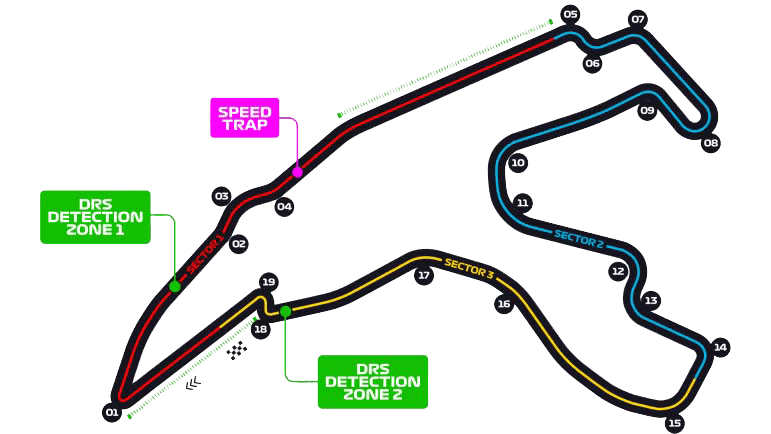 05
07
06
SPEED
TRAP
09
08
10
DRS
DETECTION
ZONE 1
03
04
11
02
SECTOR 1
SECTOR 2
19
17
SECTOR 3
12
16
13
18
14
DRS
DETECTION
ZONE 2
01
15